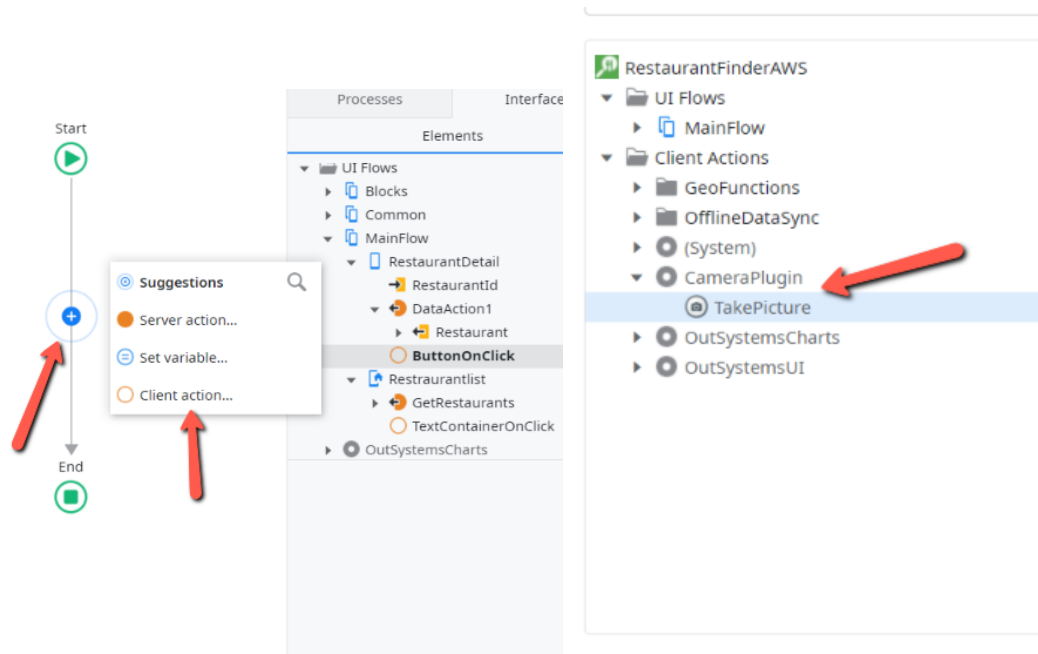 Start
End
Suggestions
Server action...
Set variable...
Client action...
Processes
Interface
Elements
UI Flows
Blocks
Common
MainFlow
RestaurantDetail
RestaurantId
DataAction1
Restaurant
ButtonOnClick
Restraurantlist
GetRestaurants
TextContainerOnClick
OutSystemsCharts
RestaurantFinderAWS
UI Flows
MainFlow
Client Actions
GeoFunctions
OfflineDataSync
(System)
CameraPlugin
TakePicture
OutSystemsCharts
OutSystemsUI